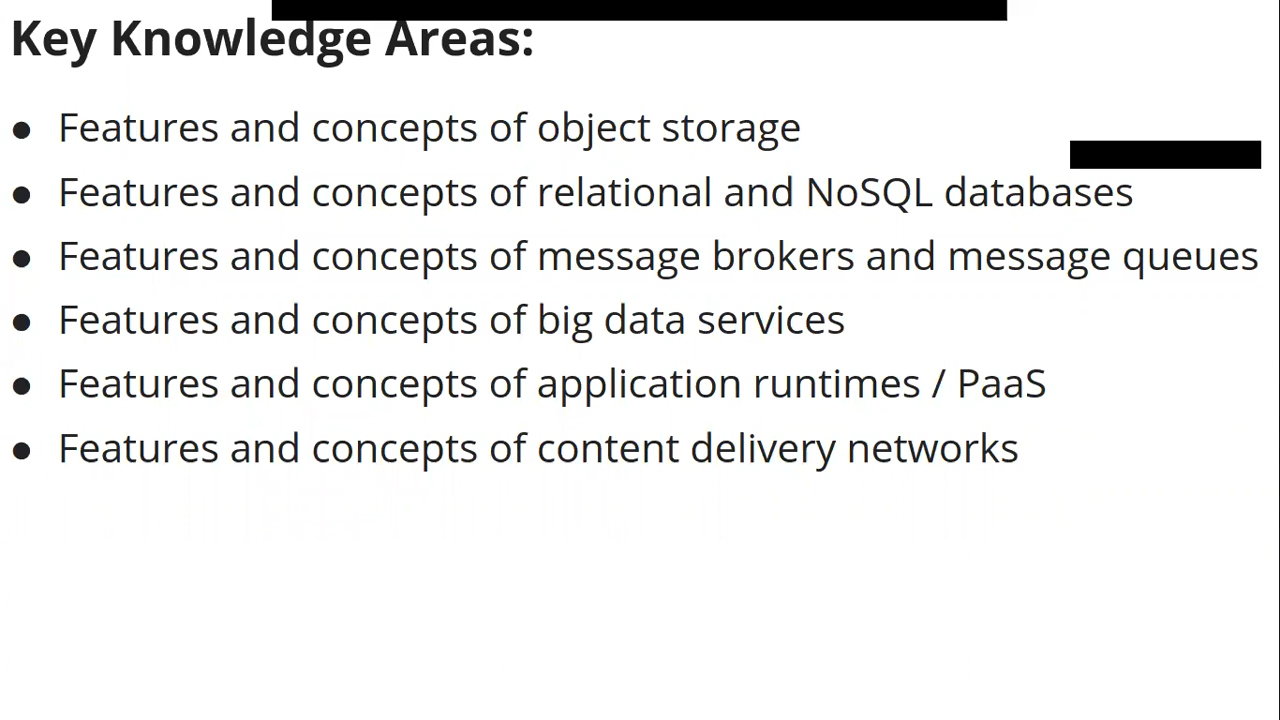 Key Knowledge Areas:
● Features and concepts of object storage
● Features and concepts of relational and NoSQL databases
● Features and concepts of message brokers and message queues
● Features and concepts of big data services
● Features and concepts of application runtimes / PaaS
● Features and concepts of content delivery networks